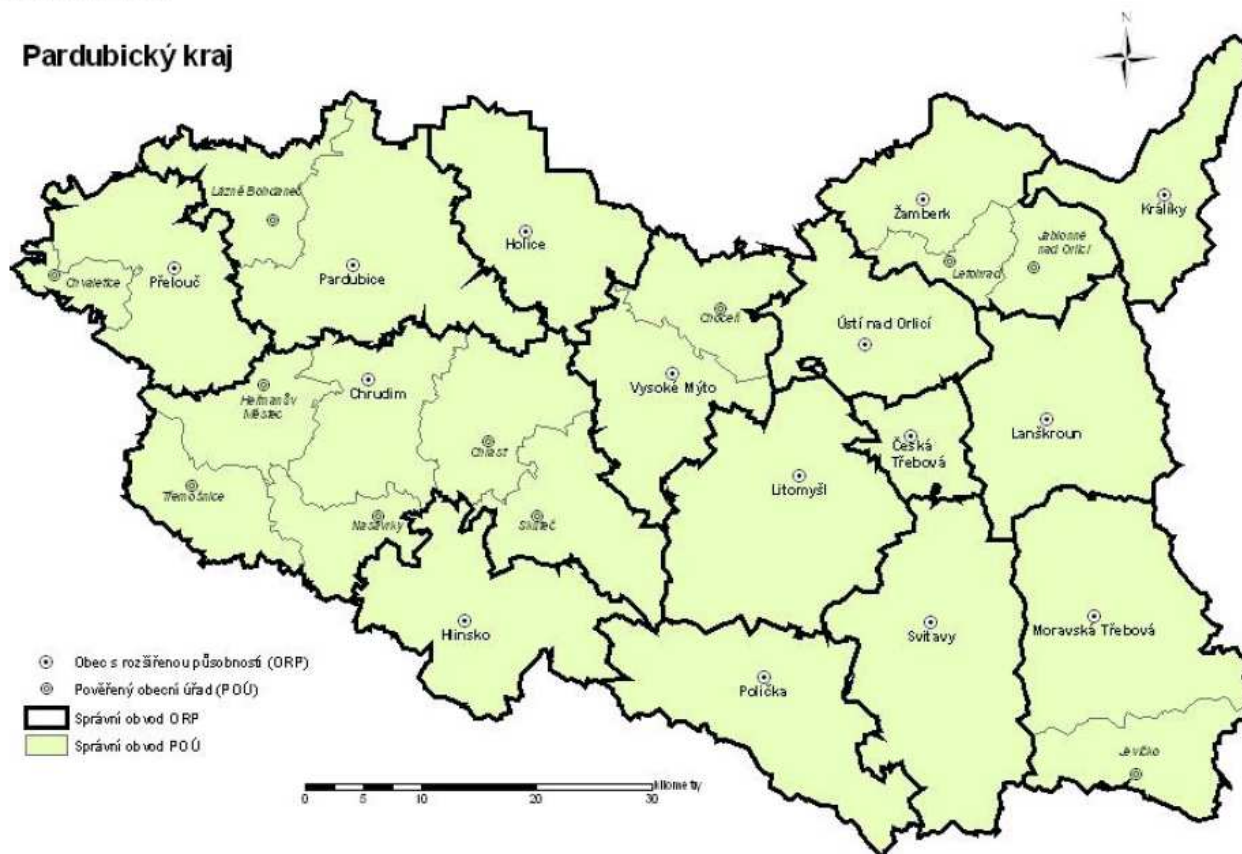 Pardubický kraj
N
Lázně Bohdaneč
Holice
Žamberk
Králíky
Jablonné
nad Orlicí
Letohrad
Chvaletice
Přelouč
Pardubice
Choceň
Ústí nad Orlicí
Heřmanův
Městec
Chrudim
Vysoké Mýto
Lanškroun
Česká
Třebová
Chrast
Litomyšl
Třemošnice
Nasavrky
Skuteč
Hlinsko
Svitavy
Moravská Třebová
Polička
Jevíčko
Obec s rozšířenou působností (ORP)
Pověřený obecní úřad (POÚ)
Správní obvod ORP
Správní obvod POÚ
kilometry
0 5 10 20 30